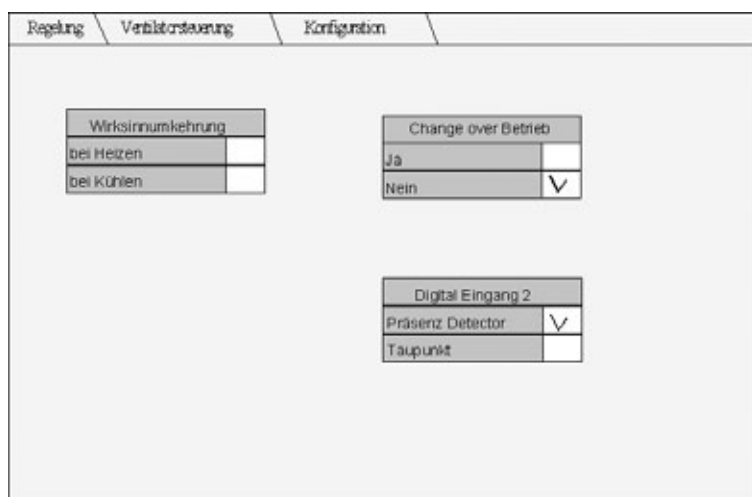 Regelung Ventilatorsteuerung Konfiguration
Wirksinnumkehrung
bei Heizen
bei Kühlen
Change over Betrieb
Ja
Nein
Digital Eingang 2
Präsenz Detector
Taupunkt